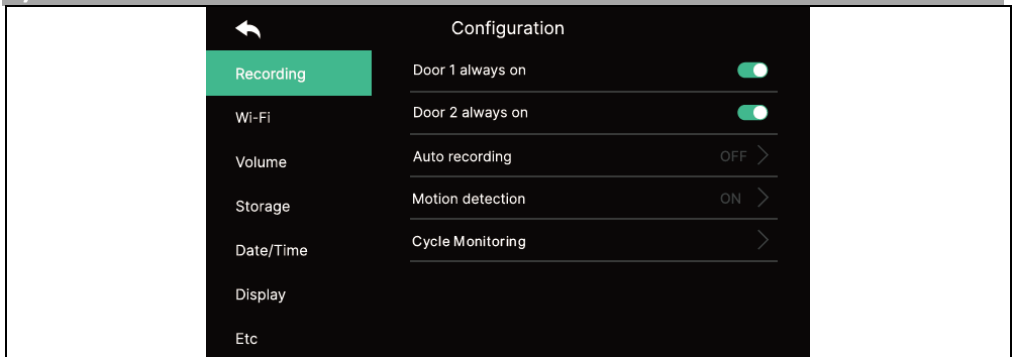 Configuration
Recording
Wi-Fi
Volume
Storage
Date/Time
Display
Etc
Door 1 always on
Door 2 always on
Auto recording OFF
Motion detection ON
Cycle Monitoring